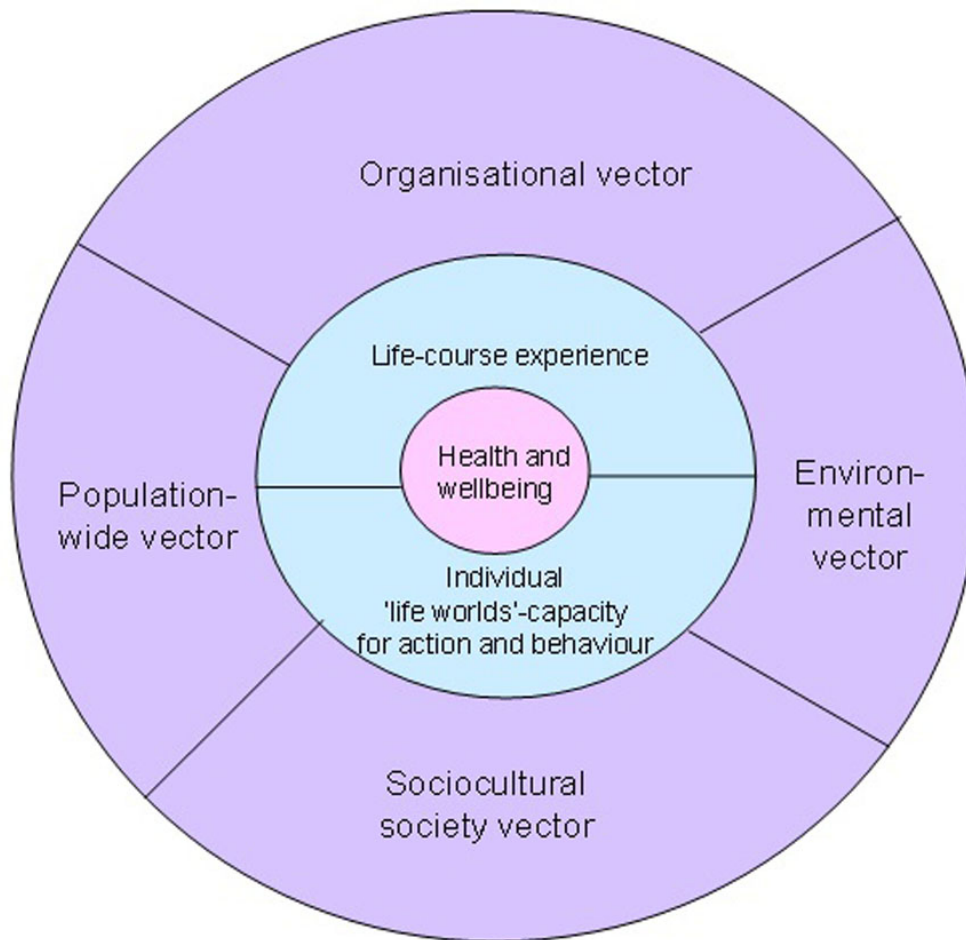 Organisational vector
Life-course experience
Health and
wellbeing
Population-
wide vector
Environ-
mental
vector
Individual
'life worlds'-capacity
for action and behaviour
Sociocultural
society vector